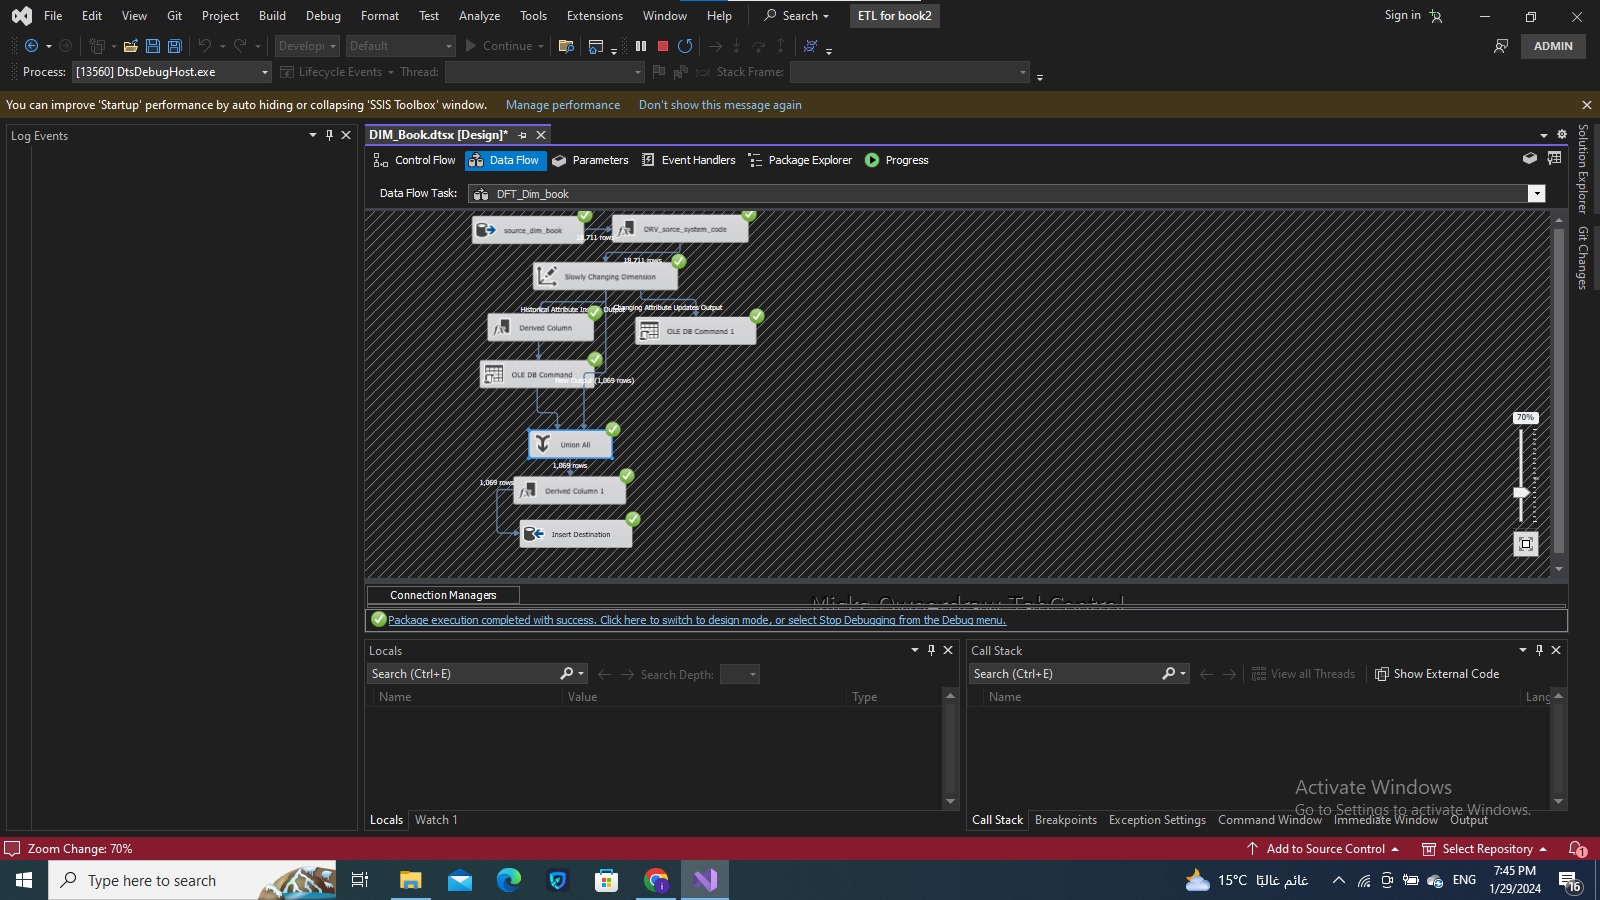 File Edit View Git Project Build Debug Format Test Analyze Tools Extensions Window Help Search ETL for book2 Sign in
Develop Default Continue ADMIN
Process: [13560] DtsDebugHost.exe Lifecycle Events Thread: Stack Frame:
You can improve 'Startup' performance by auto hiding or collapsing 'SSIS Toolbox' window. Manage performance Don't show this message again
Log Events
DIM_Book.dtsx [Design]*
Control Flow Data Flow Parameters Event Handlers Package Explorer Progress
Data Flow Task: DFT_Dim_book
Solution Explorer
Git Changes
source_dim_book
DRV_sorce_system_code
18,711 rows
18,711 rows
Slowly Changing Dimension
Historical Attribute Output
Changing Attribute Updates Output
Derived Column
OLE DB Command 1
OLE DB Command
New Output (1,069 rows)
70%
Union All
1,069 rows
1,069 rows
Derived Column 1
Insert Destination
Connection Managers
Package execution completed with success. Click here to switch to design mode, or select Stop Debugging from the Debug menu.
Locals
Search (Ctrl+E) Search Depth:
Name Value Type
Locals Watch 1
Call Stack
Search (Ctrl+E) View all Threads Show External Code
Name Lang
Activate Windows
Go to Settings to activate Windows.
Call Stack Breakpoints Exception Settings Command Window Immediate Window Output
Zoom Change: 70% Add to Source Control Select Repository 1
Type here to search 15°C غائم غالبًا ENG 7:45 PM
1/29/2024 16